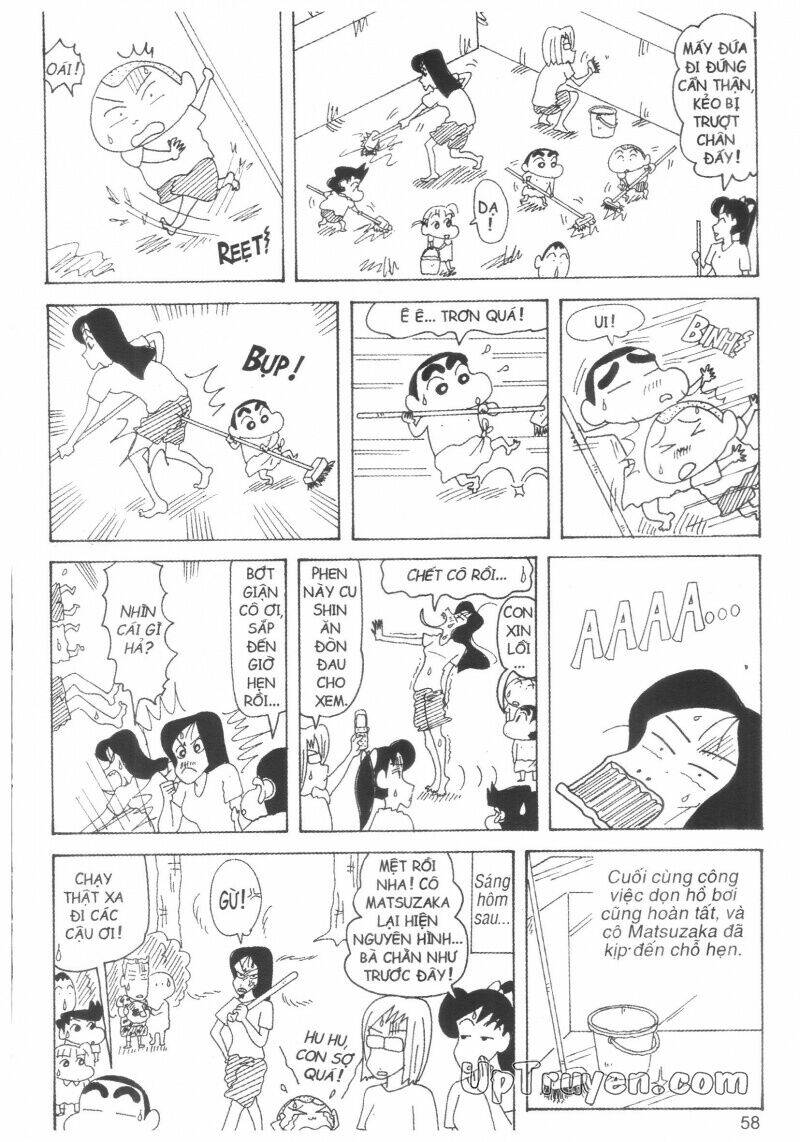 OÁI!
REẸT!
MẤY ĐỨA
ĐI ĐỨNG
CẨN THẬN,
KẺO BỊ
TRƯỢT
CHÂN
ĐẤY!
DẠ!
BỤP!
Ê Ê... TRƠN QUÁ!
UI!
BINH!
NHÌN
CÁI GÌ
HẢ?
BỚT
GIẬN
CÔ ƠI,
SẮP
ĐẾN
GIỜ
HẸN
RỒI...
PHEN
NÀY CU
SHIN
ĂN
ĐÒN
ĐAU
CHO
XEM.
CHẾT CÔ RỒI...
CON
XIN
LỖI
...
AAAA...
CHẠY
THẬT XA
ĐI CÁC
CẬU ƠI!
GỪ!
HU HU,
CON SỢ
QUÁ!
MỆT RỒI
NHA! CÔ
MATSUZAKA
LẠI HIỆN
NGUYÊN HÌNH...
BÀ CHẰN NHƯ
TRƯỚC ĐÂY!
Sáng
hôm
sau...
Cuối cùng công
việc dọn hồ bơi
cũng hoàn tất, và
cô Matsuzaka đã
kịp đến chỗ hẹn.
UpTruyen.com
58